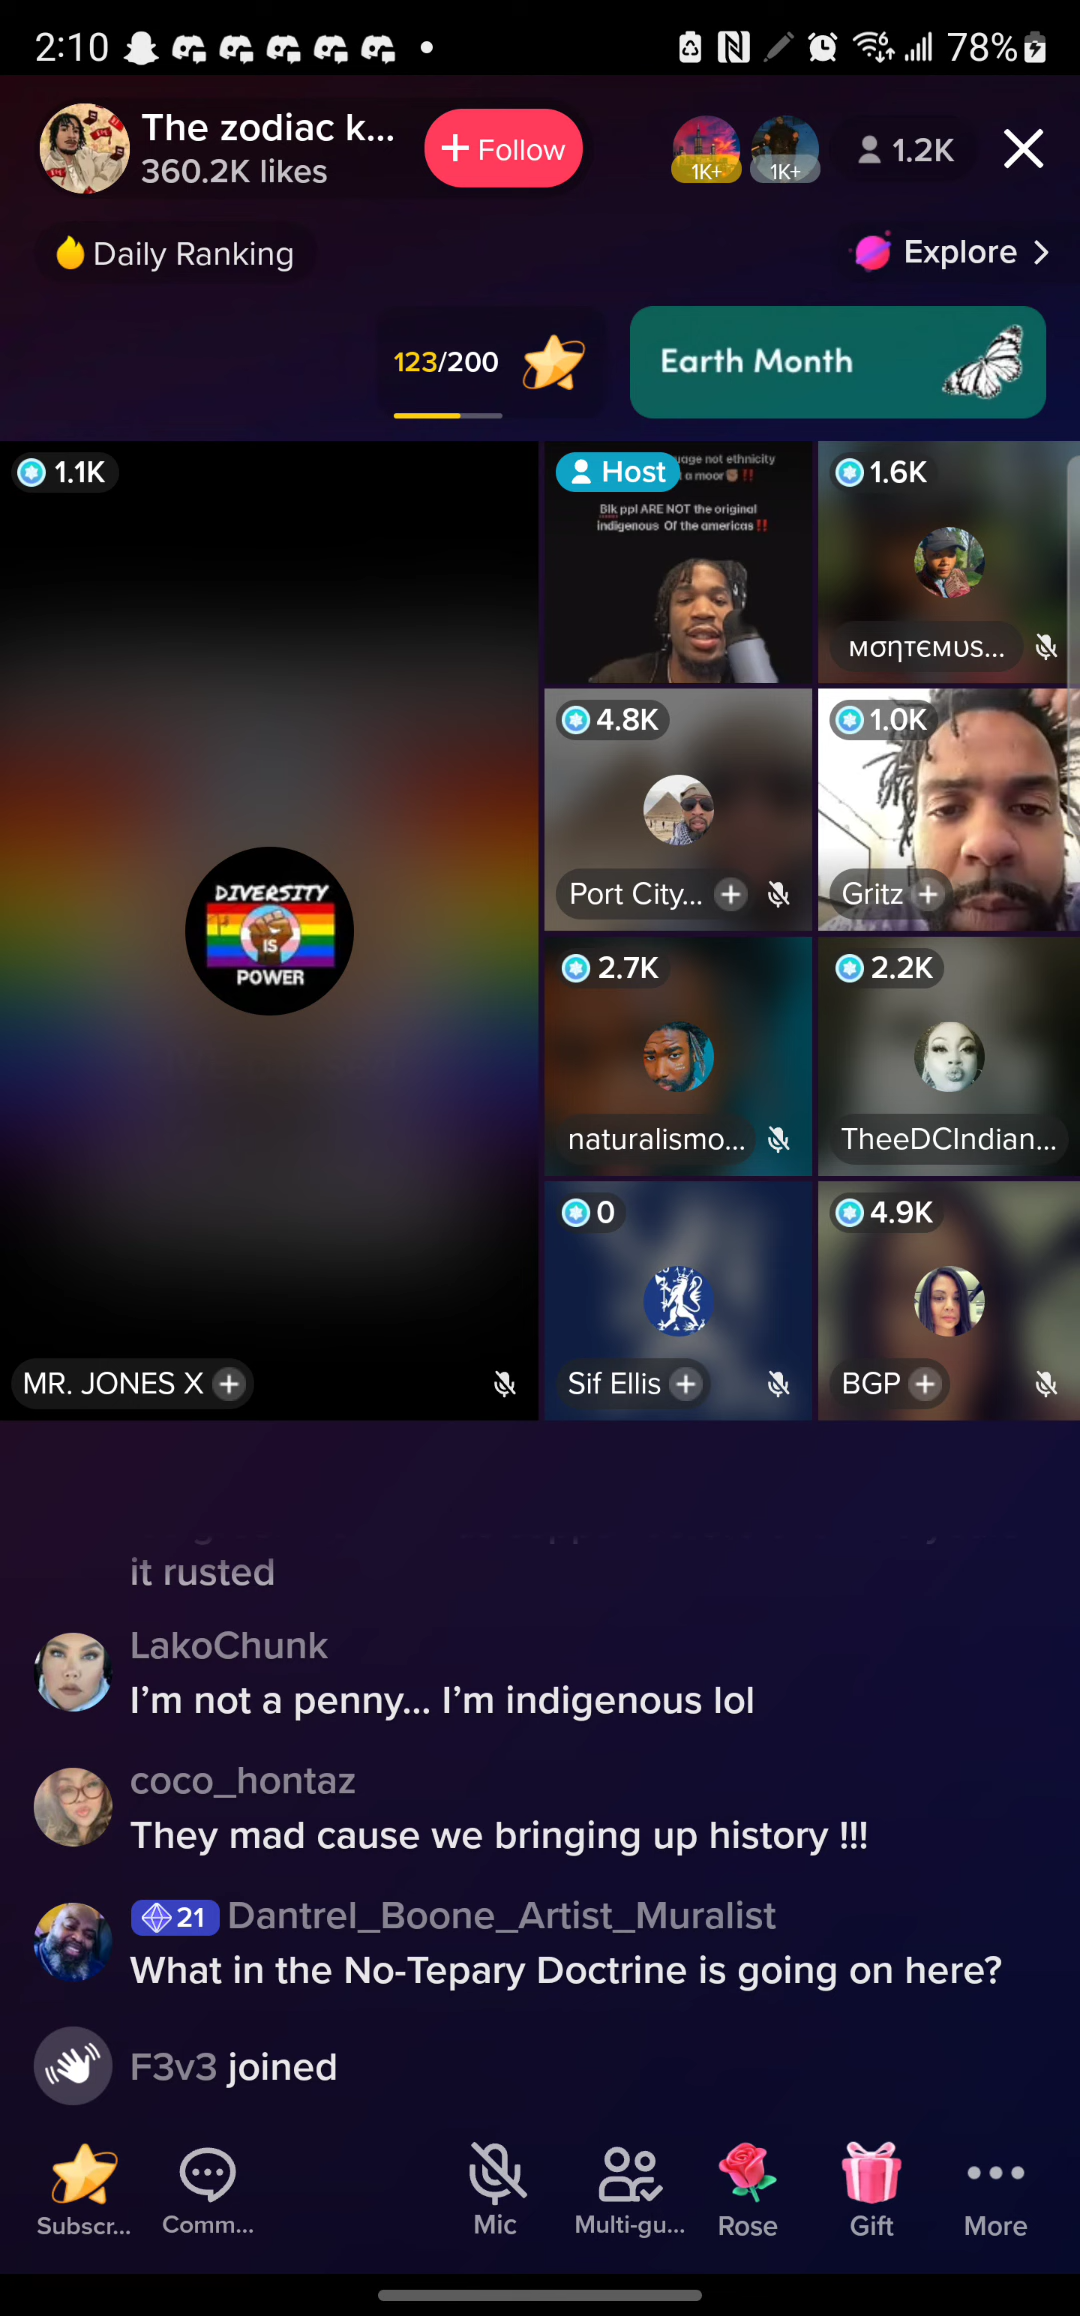 2:10
78%
The zodiac k...
360.2K likes
+ Follow
1K+
1K+
1.2K
Daily Ranking
Explore >
123/200
Earth Month
1.1K
Host
not ethnicity
a moor ‼
Blk ppl ARE NOT the original
indigenous Of the americas ‼
1.6K
ʍσηтємυѕ...
4.8K
Port City... +
1.0K
Gritz +
DIVERSITY
IS
POWER
2.7K
naturalismo...
2.2K
TheeDCIndian...
0
Sif Ellis +
4.9K
BGP +
MR. JONES X +
it rusted
LakoChunk
I’m not a penny... I’m indigenous lol
coco_hontaz
They mad cause we bringing up history !!!
21 Dantrel_Boone_Artist_Muralist
What in the No-Tepary Doctrine is going on here?
F3v3 joined
Subscr...
Comm...
Mic
Multi-gu...
Rose
Gift
More